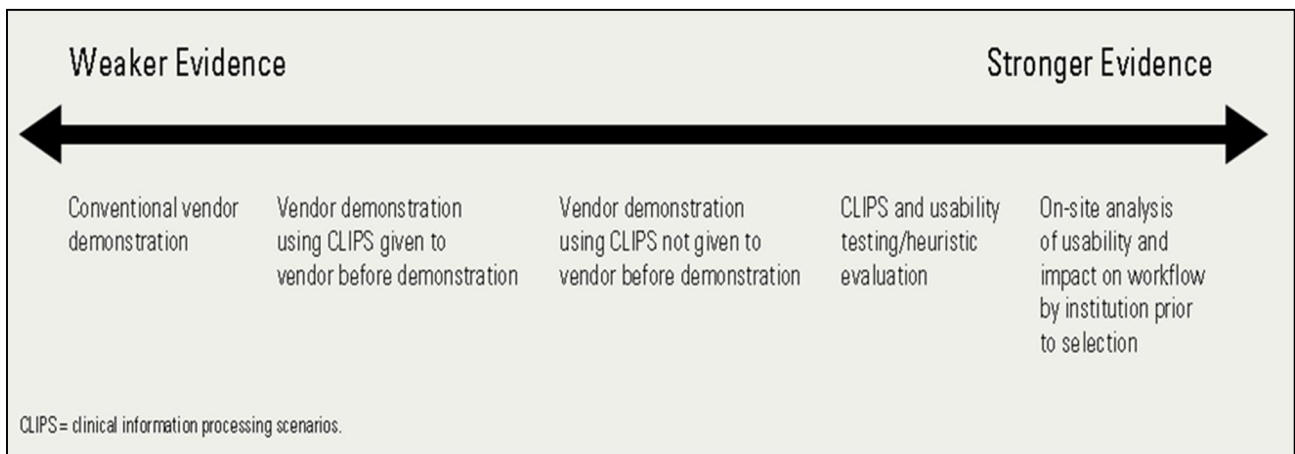 Weaker Evidence
Stronger Evidence
Conventional vendor
demonstration
Vendor demonstration
using CLIPS given to
vendor before demonstration
Vendor demonstration
using CLIPS not given to
vendor before demonstration
CLIPS and usability
testing/heuristic
evaluation
On-site analysis
of usability and
impact on workflow
by institution prior
to selection
CLIPS= clinical information processing scenarios.